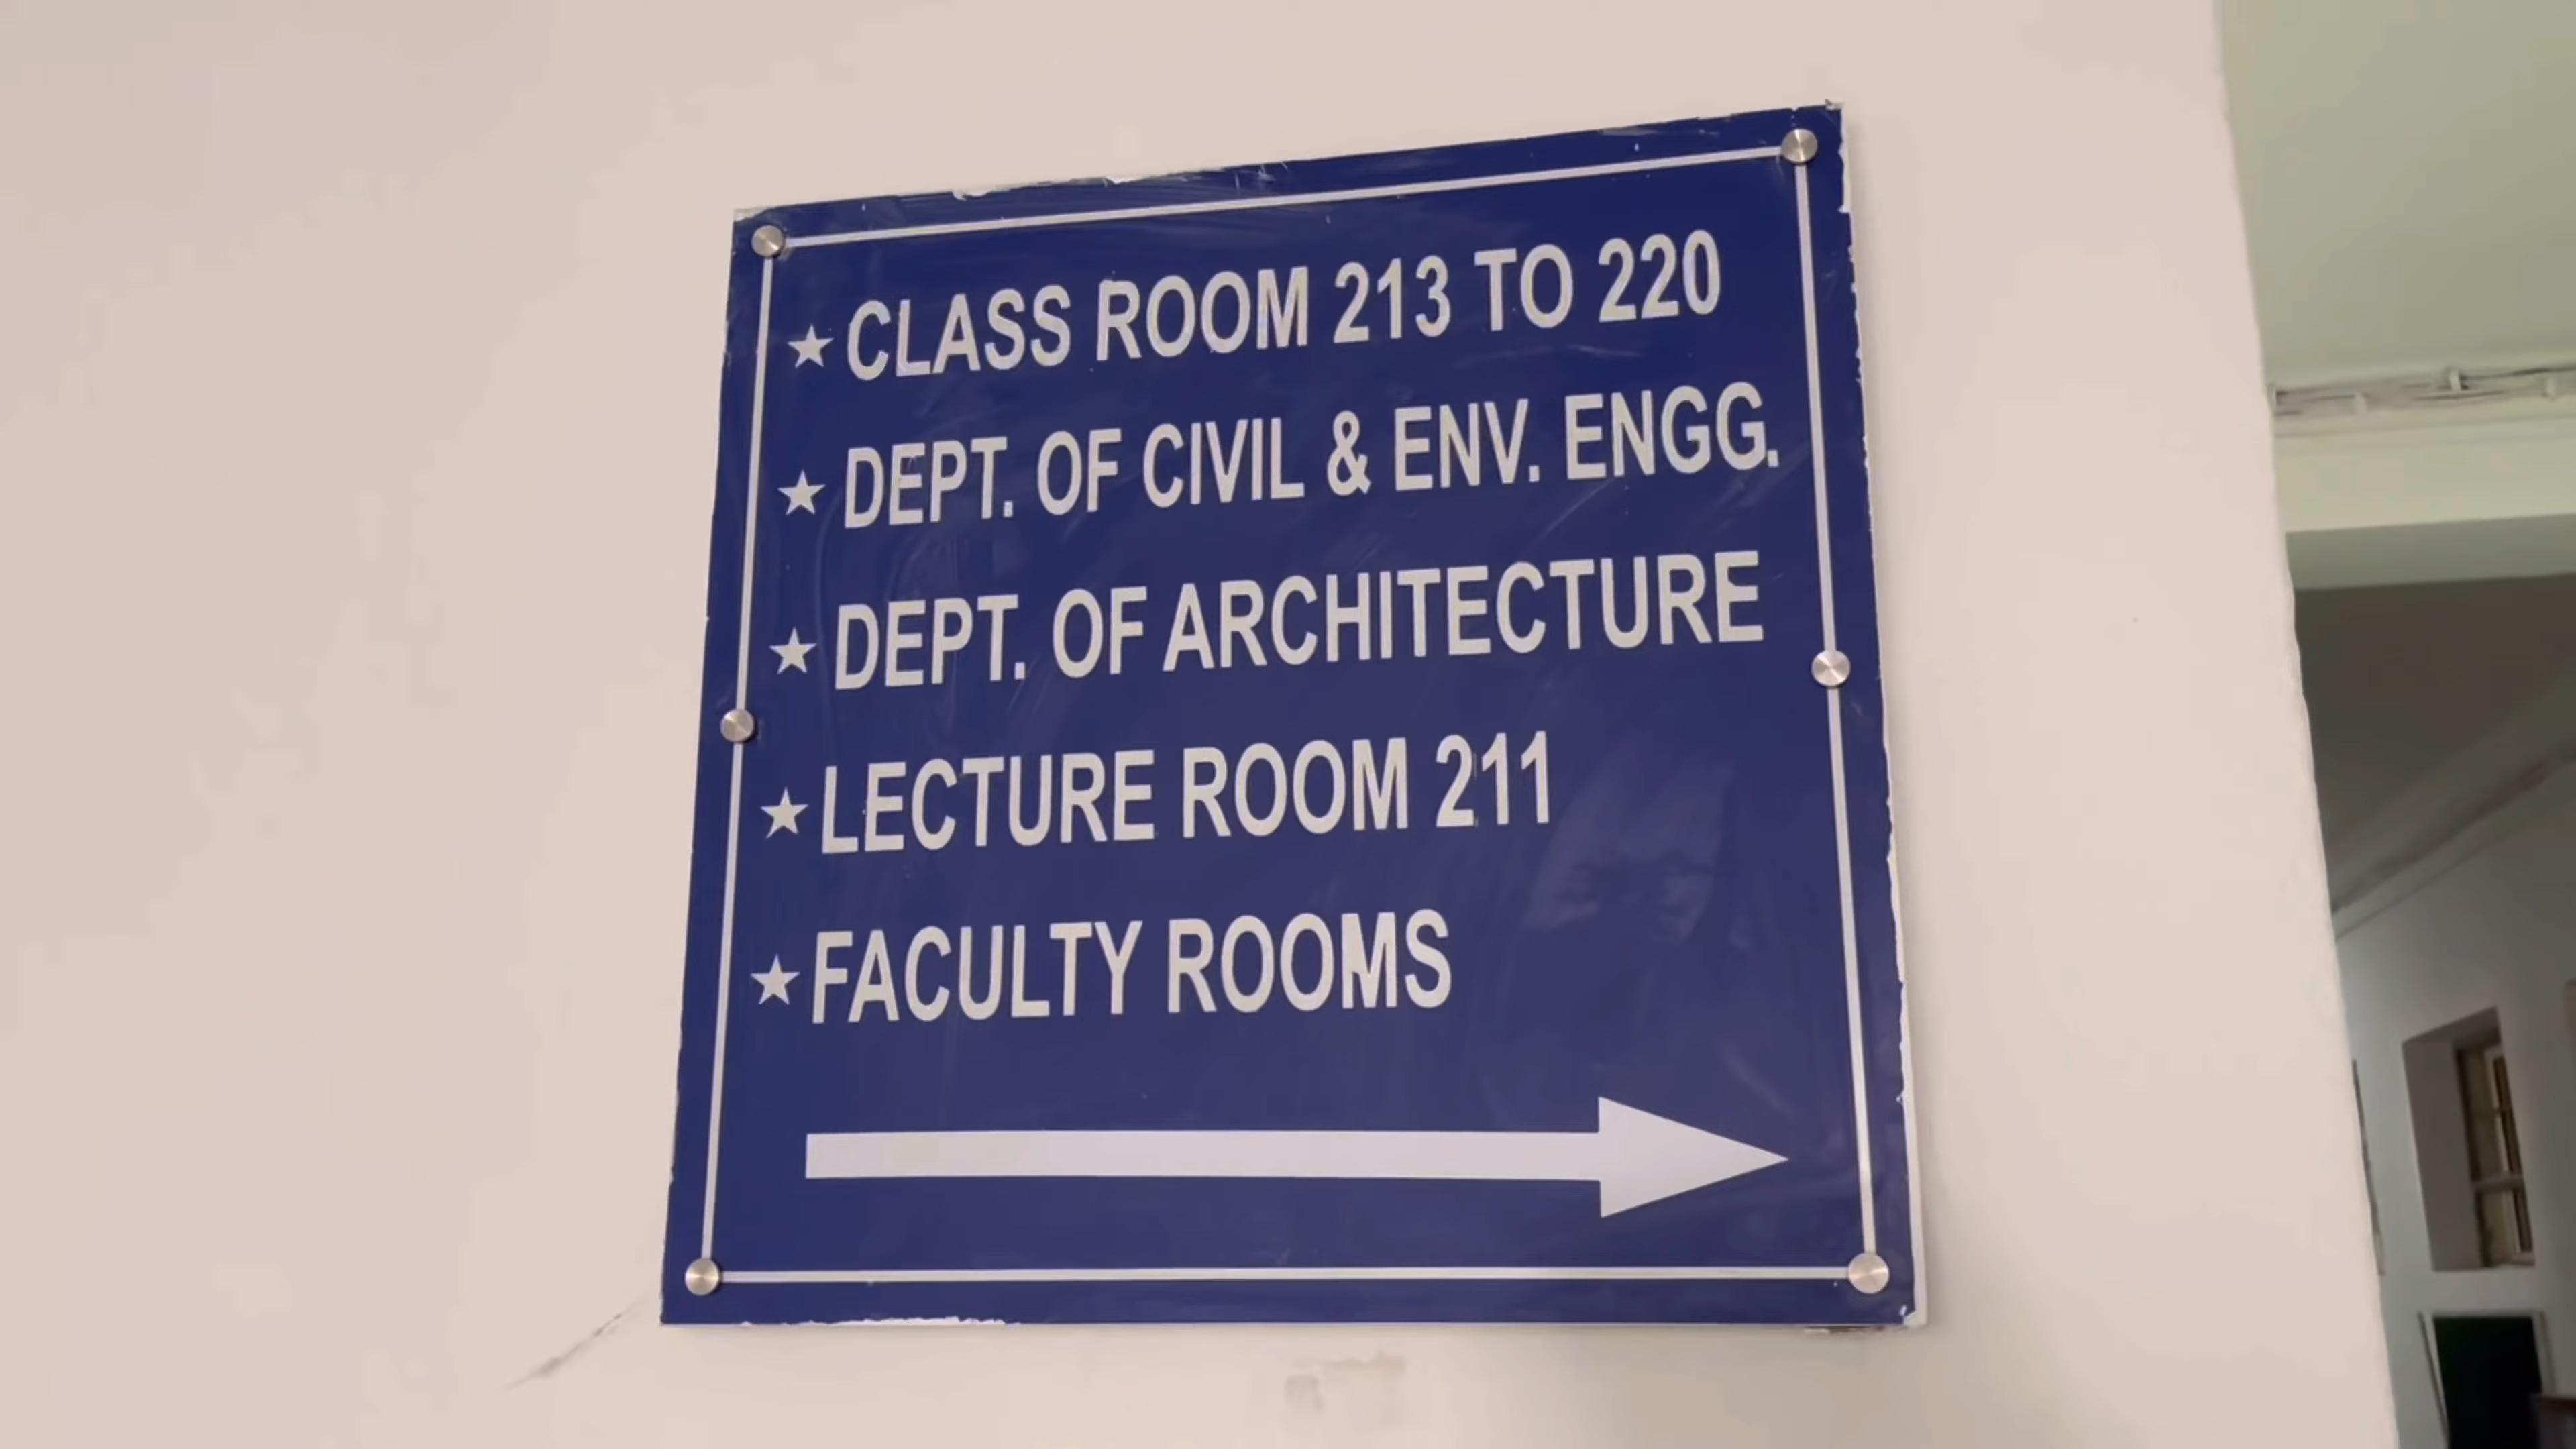 ★ CLASS ROOM 213 TO 220
★ DEPT. OF CIVIL & ENV. ENGG.
★ DEPT. OF ARCHITECTURE
★ LECTURE ROOM 211
★ FACULTY ROOMS